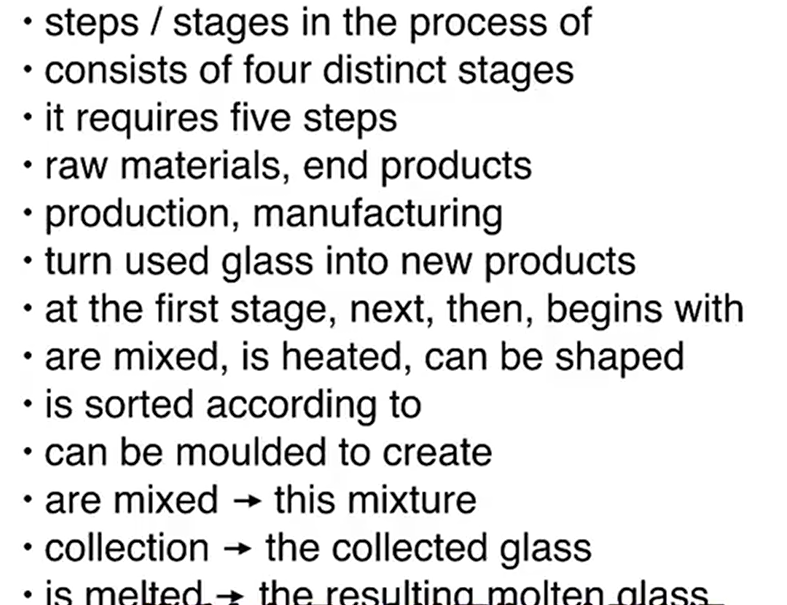 • steps / stages in the process of
• consists of four distinct stages
• it requires five steps
• raw materials, end products
• production, manufacturing
• turn used glass into new products
• at the first stage, next, then, begins with
• are mixed, is heated, can be shaped
• is sorted according to
• can be moulded to create
• are mixed → this mixture
• collection → the collected glass
• is melted → the resulting molten glass